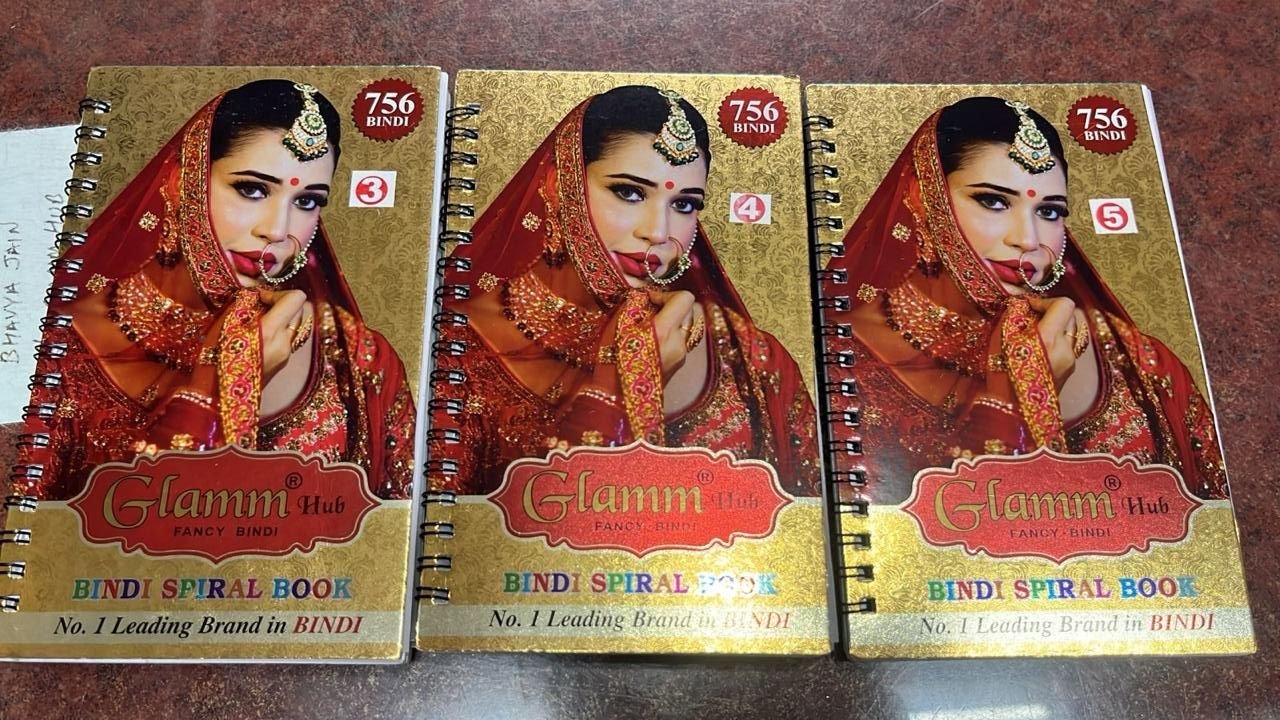 BHAVYA JAIN
HUB
756
BINDI
3
Glamm® Hub
FANCY BINDI
BINDI SPIRAL BOOK
No. 1 Leading Brand in BINDI
756
BINDI
4
Glamm® Hub
FANCY - BINDI
BINDI SPIRAL BOOK
No. 1 Leading Brand in BINDI
756
BINDI
5
Glamm® Hub
FANCY - BINDI
BINDI SPIRAL BOOK
No. 1 Leading Brand in BINDI